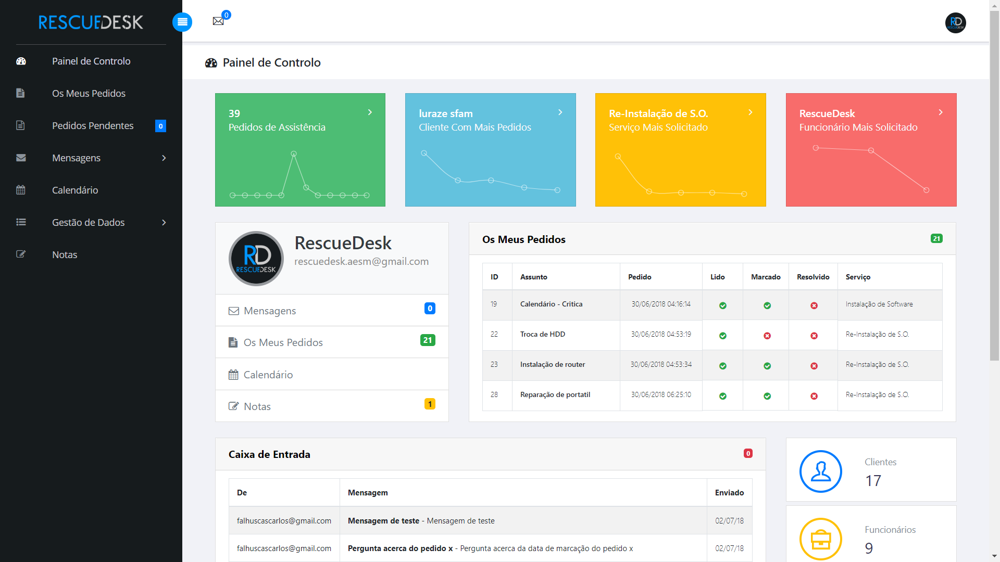 RESCUEDESK
0
RD
RESCUEDESK
Painel de Controlo
Os Meus Pedidos
Pedidos Pendentes 0
Mensagens
Calendário
Gestão de Dados
Notas
Painel de Controlo
39
Pedidos de Assistência
luraze sfam
Cliente Com Mais Pedidos
Re-Instalação de S.O.
Serviço Mais Solicitado
RescueDesk
Funcionário Mais Solicitado
RD
RESCUEDESK
RescueDesk
rescuedesk.aesm@gmail.com
Mensagens 0
Os Meus Pedidos 21
Calendário
Notas 1
Os Meus Pedidos 21
ID Assunto Pedido Lido Marcado Resolvido Serviço
19 Calendário - Critica 30/06/2018 04:16:14 Instalação de Software
22 Troca de HDD 30/06/2018 04:53:19 Re-Instalação de S.O.
23 Instalação de router 30/06/2018 04:53:34 Re-Instalação de S.O.
28 Reparação de portatil 30/06/2018 06:25:10 Re-Instalação de S.O.
Caixa de Entrada 0
De Mensagem Enviado
falhuscascarlos@gmail.com Mensagem de teste - Mensagem de teste 02/07/18
falhuscascarlos@gmail.com Pergunta acerca do pedido x - Pergunta acerca da data de marcação do pedido x 02/07/18
Clientes
17
Funcionários
9